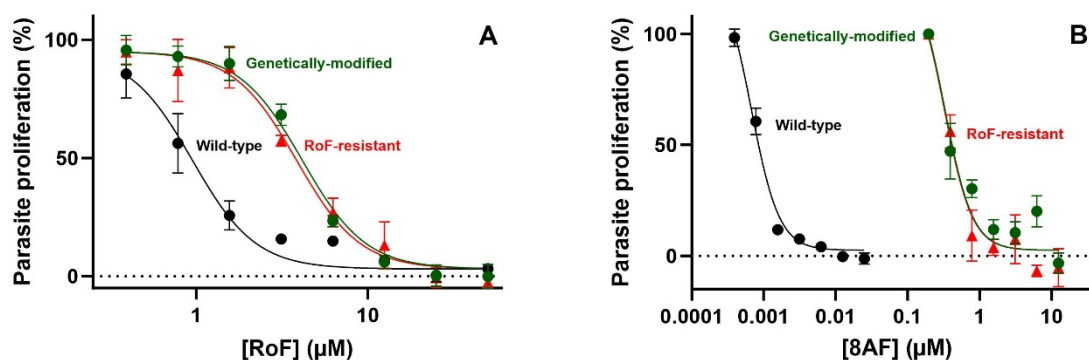 A
Parasite proliferation (%)
100
50
0
Genetically-modified
Wild-type
RoF-resistant
1
10
[RoF] (µM)
B
Parasite proliferation (%)
100
50
0
Genetically-modified
Wild-type
RoF-resistant
0.0001
0.001
0.01
0.1
1
10
[8AF] (µM)